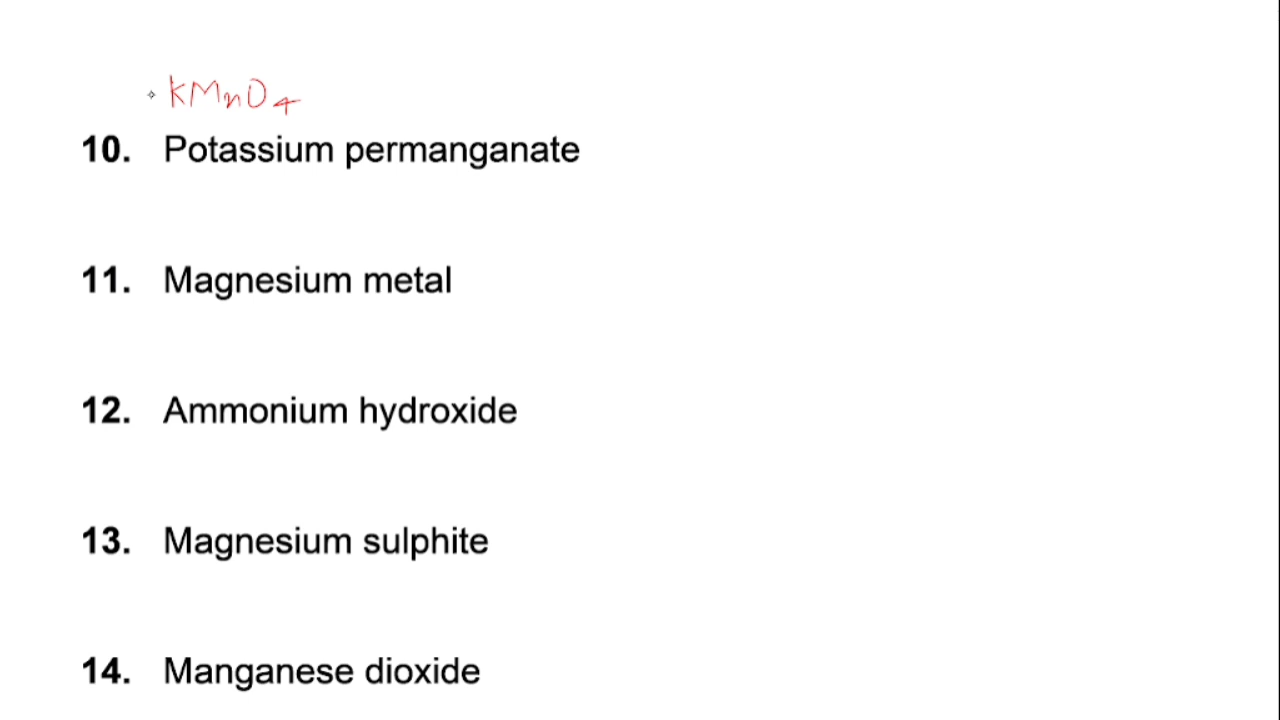 KMnO4
10. Potassium permanganate
11. Magnesium metal
12. Ammonium hydroxide
13. Magnesium sulphite
14. Manganese dioxide